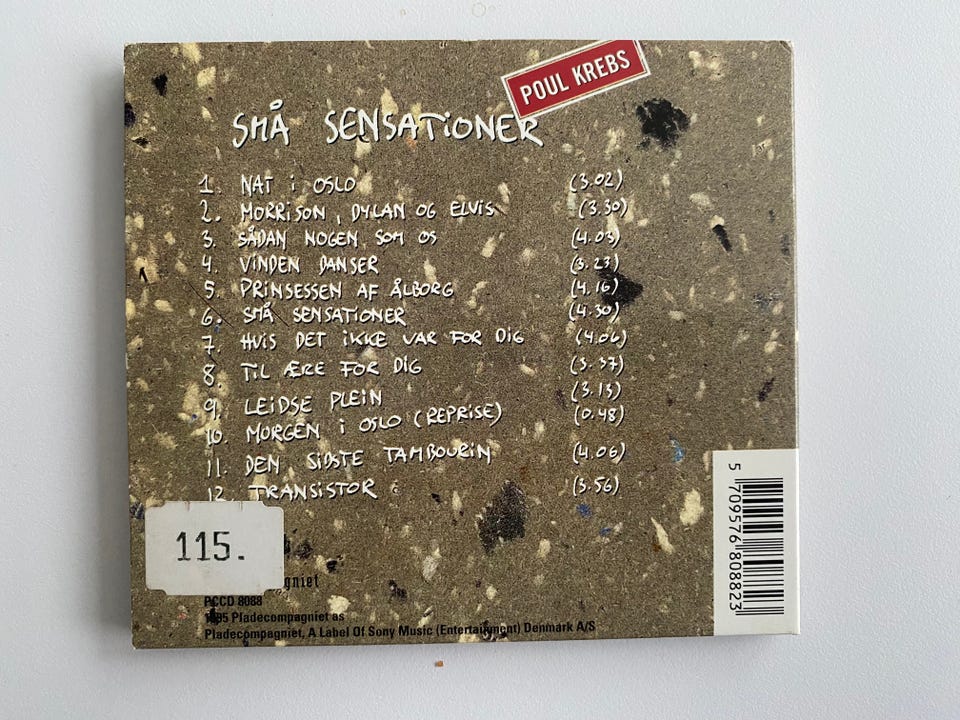 POUL KREBS
SMÅ SENSATIONER
1. NAT i OSLO (3.02)
2. MORRISON, DYLAN OG ELVIS (3.30)
3. SÅDAN NOGEN SOM OS (4.03)
4. VINDEN DANSER (3.23)
5. PRINSESSEN AF ÅLBORG (4.16)
6. SMÅ SENSATIONER (4.30)
7. HVIS DET IKKE VAR FOR DIG (4.06)
8. TIL ÆRE FOR DIG (3.37)
9. LEIDSE PLEIN (3.13)
10. MORGEN I OSLO (REPRISE) (0.48)
11. DEN SIDSTE TAMBOURIN (4.06)
12. TRANSISTOR (3.56)
115.
gniet
PCCD 8088
1995 Pladecompagniet as
Pladecompagniet, A Label Of Sony Music (Entertainment) Denmark A/S
5 709576 808823